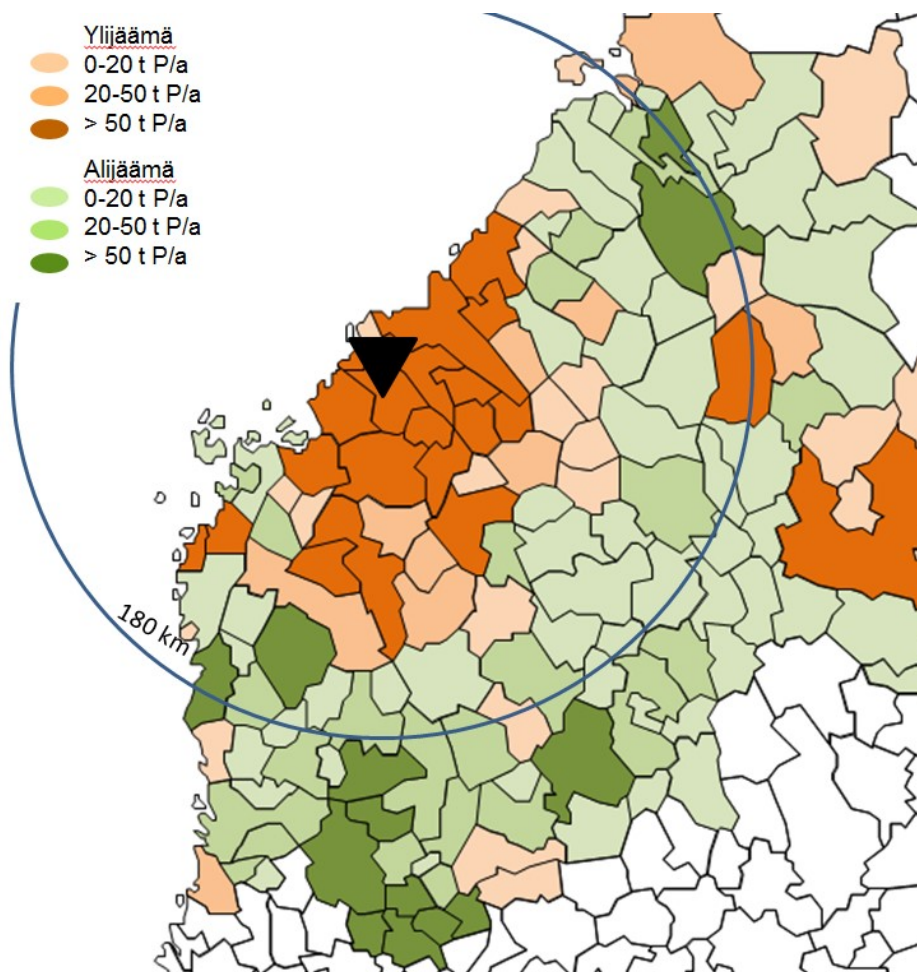 Ylijäämä
0-20 t P/a
20-50 t P/a
> 50 t P/a
Alijäämä
0-20 t P/a
20-50 t P/a
> 50 t P/a
180 km